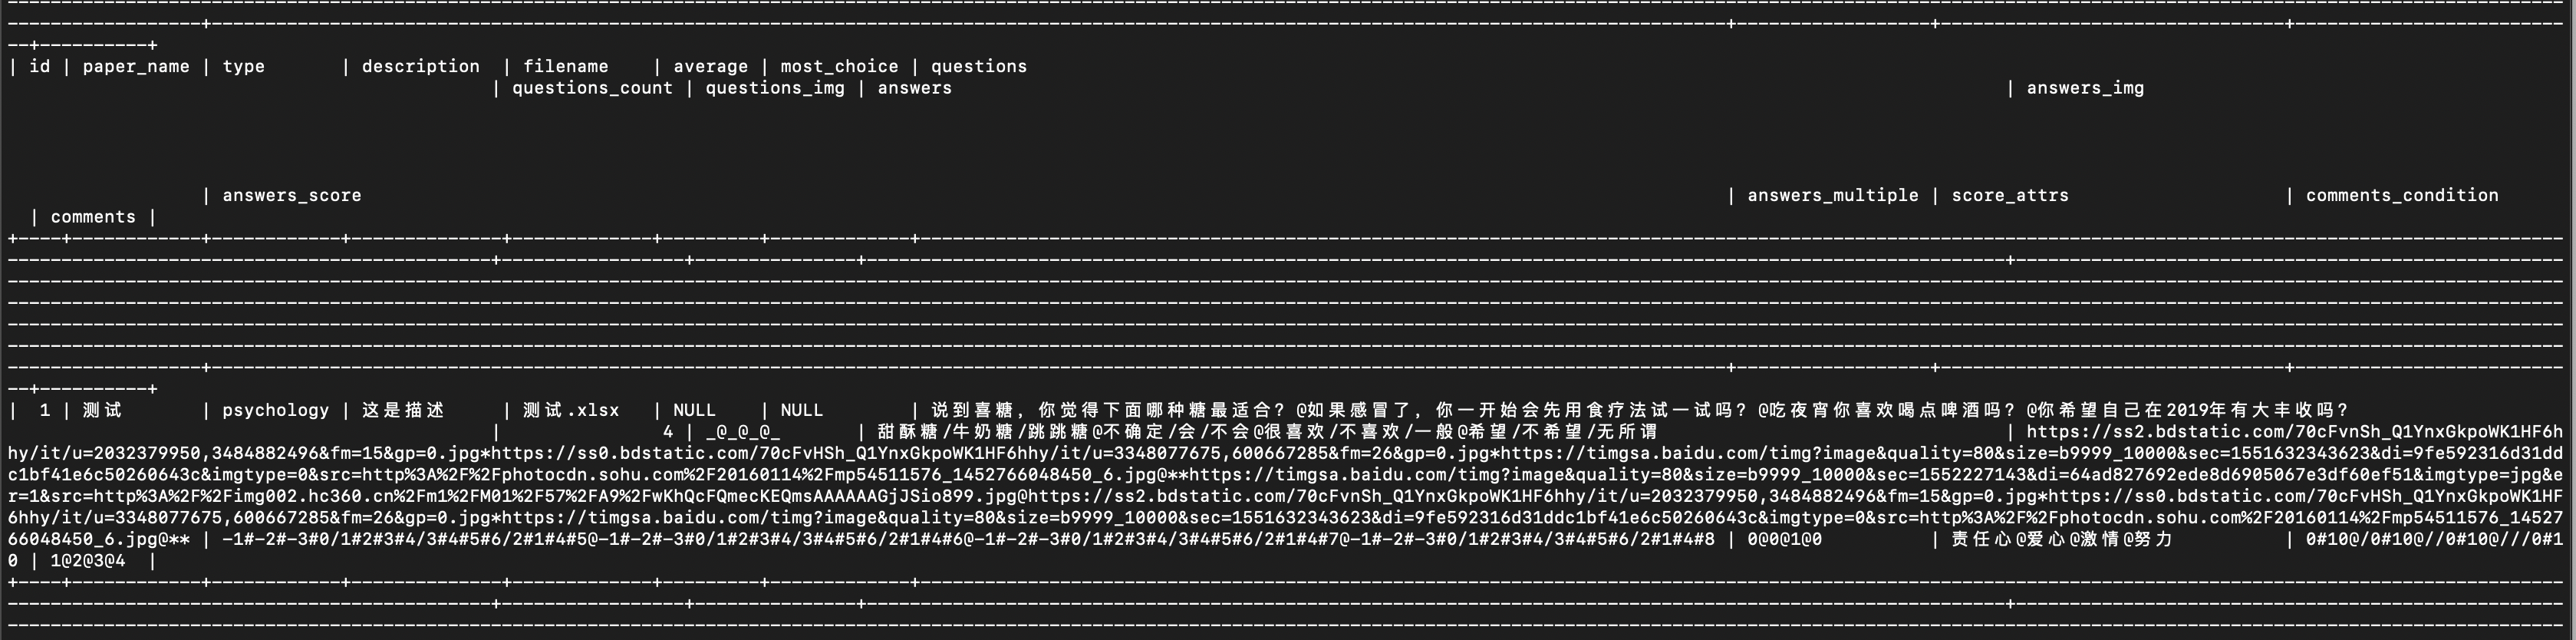 | id | paper_name | type | description | filename | average | most_choice | questions
| questions_count | questions_img | answers | answers_img
| answers_score | answers_multiple | score_attrs | comments_condition
| comments |
| 1 | 测试 | psychology | 这是描述 | 测试.xlsx | NULL | NULL | 说到喜糖，你觉得下面哪种糖最适合？@如果感冒了，你一开始会先用食疗法试一试吗？@吃夜宵你喜欢喝点啤酒吗？@你希望自己在2019年有大丰收吗？
| 4 | _@_@_@_ | 甜酥糖/牛奶糖/跳跳糖@不确定/会/不会@很喜欢/不喜欢/一般@希望/不希望/无所谓 | https://ss2.bdstatic.com/70cFvnSh_Q1YnxGkpoWK1HF6h
hy/it/u=2032379950,3484882496&fm=15&gp=0.jpg*https://ss0.bdstatic.com/70cFvHSh_Q1YnxGkpoWK1HF6hhy/it/u=3348077675,600667285&fm=26&gp=0.jpg*https://timgsa.baidu.com/timg?image&quality=80&size=b9999_10000&sec=1551632343623&di=9fe592316d31dd
c1bf41e6c50260643c&imgtype=0&src=http%3A%2F%2Fphotocdn.sohu.com%2F20160114%2Fmp54511576_1452766048450_6.jpg@**https://timgsa.baidu.com/timg?image&quality=80&size=b9999_10000&sec=1552227143&di=64ad827692ede8d6905067e3df60ef51&imgtype=jpg&e
r=1&src=http%3A%2F%2Fimg002.hc360.cn%2Fm1%2FM01%2F57%2FA9%2FwKhQcFQmecKEQmsAAAAAAGjJSio899.jpg@https://ss2.bdstatic.com/70cFvnSh_Q1YnxGkpoWK1HF6hhy/it/u=2032379950,3484882496&fm=15&gp=0.jpg*https://ss0.bdstatic.com/70cFvHSh_Q1YnxGkpoWK1HF
6hhy/it/u=3348077675,600667285&fm=26&gp=0.jpg*https://timgsa.baidu.com/timg?image&quality=80&size=b9999_10000&sec=1551632343623&di=9fe592316d31ddc1bf41e6c50260643c&imgtype=0&src=http%3A%2F%2Fphotocdn.sohu.com%2F20160114%2Fmp54511576_1452
766048450_6.jpg@** | -1#-2#-3#0/1#2#3#4/3#4#5#6/2#1#4#5@-1#-2#-3#0/1#2#3#4/3#4#5#6/2#1#4#6@-1#-2#-3#0/1#2#3#4/3#4#5#6/2#1#4#7@-1#-2#-3#0/1#2#3#4/3#4#5#6/2#1#4#8 | 0@0@1@0 | 责任心@爱心@激情@努力 | 0#10@/0#10@//0#10@///0#1
0 | 1@2@3@4 |